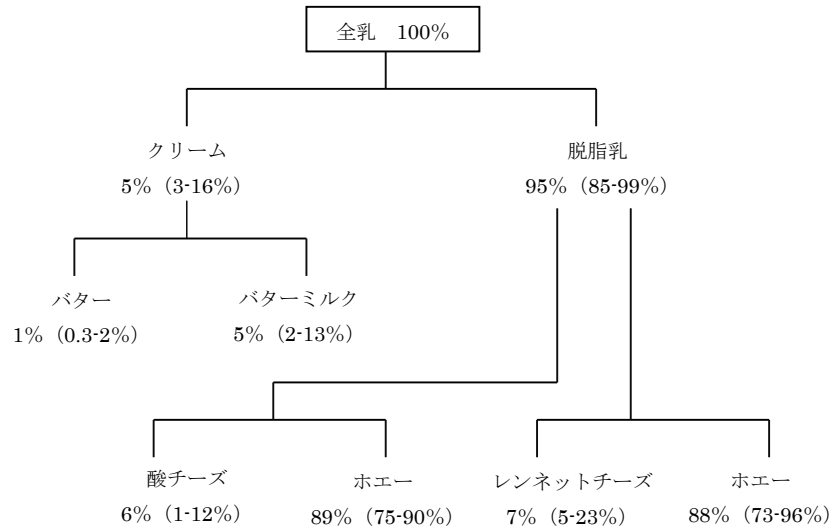 全乳　100%
クリーム
5%（3-16%）
脱脂乳
95%（85-99%）
バター
1%（0.3-2%）
バターミルク
5%（2-13%）
酸チーズ
6%（1-12%）
ホエー
89%（75-90%）
レンネットチーズ
7%（5-23%）
ホエー
88%（73-96%）